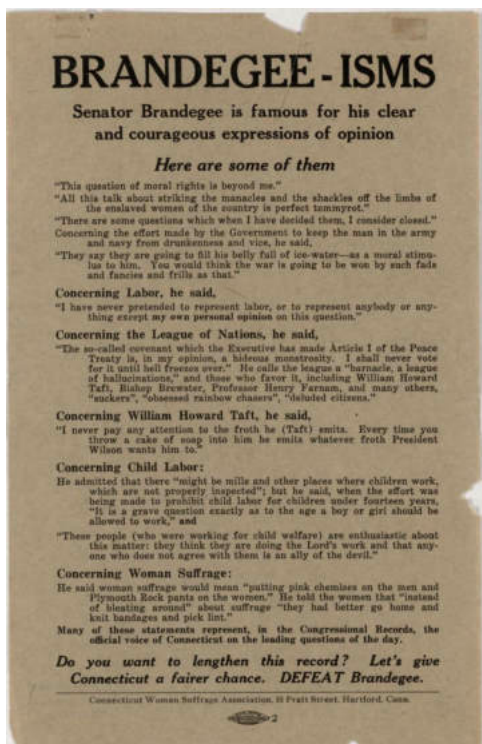 BRANDEGEE - ISMS
Senator Brandegee is famous for his clear
and courageous expressions of opinion
Here are some of them
"This question of moral rights is beyond me."
"All this talk about striking the manacles and the shackles off the limbs of
the enslaved women of the country is perfect tommyrot."
"There are some questions which when I have decided them, I consider closed."
Concerning the effort made by the Government to keep the man in the army
and navy from drunkenness and vice, he said,
"They say they are going to fill his belly full of ice-water—as a moral stimu-
lus to him. You would think the war is going to be won by such fads
and fancies and frills as that."
Concerning Labor, he said,
"I have never pretended to represent labor, or to represent anybody or any-
thing except my own personal opinion on this question."
Concerning the League of Nations, he said,
"The so-called covenant which the Executive has made Article I of the Peace
Treaty is, in my opinion, a hideous monstrosity. I shall never vote
for it until hell freezes over." He calls the league a "barnacle, a league
of hallucinations," and those who favor it, including William Howard
Taft, Bishop Brewster, Professor Henry Farnam, and many others,
"suckers", "obsessed rainbow chasers", "deluded citizens."
Concerning William Howard Taft, he said,
"I never pay any attention to the froth he (Taft) emits. Every time you
throw a cake of soap into him he emits whatever froth President
Wilson wants him to."
Concerning Child Labor:
He admitted that there "might be mills and other places where children work,
which are not properly inspected"; but he said, when the effort was
being made to prohibit child labor for children under fourteen years,
"It is a grave question exactly as to the age a boy or girl should be
allowed to work," and
"These people (who were working for child welfare) are enthusiastic about
this matter: they think they are doing the Lord's work and that any-
one who does not agree with them is an ally of the devil."
Concerning Woman Suffrage:
He said woman suffrage would mean "putting pink chemises on the men and
Plymouth Rock pants on the women." He told the women that "instead
of bleating around" about suffrage "they had better go home and
knit bandages and pick lint."
Many of these statements represent, in the Congressional Records, the
official voice of Connecticut on the leading questions of the day.
Do you want to lengthen this record? Let's give
Connecticut a fairer chance. DEFEAT Brandegee.
Connecticut Woman Suffrage Association, 55 Pratt Street, Hartford, Conn.
2